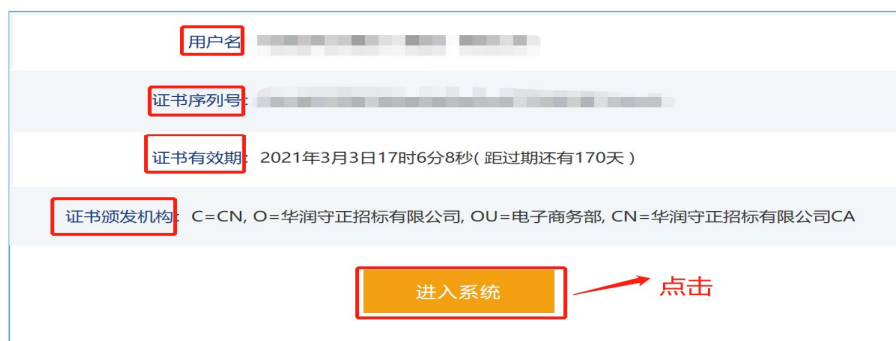 用户名
证书序列号:
证书有效期: 2021年3月3日17时6分8秒( 距过期还有170天 )
证书颁发机构: C=CN, O=华润守正招标有限公司, OU=电子商务部, CN=华润守正招标有限公司CA
进入系统 点击